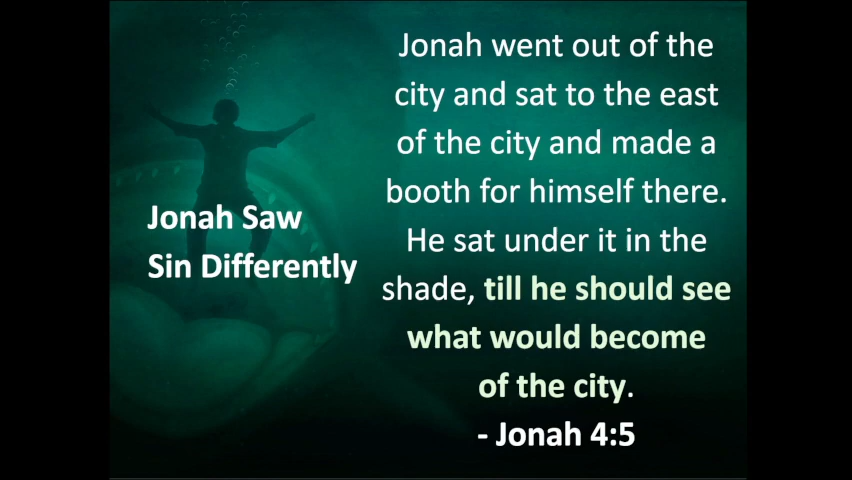 Jonah Saw
Sin Differently
Jonah went out of the
city and sat to the east
of the city and made a
booth for himself there.
He sat under it in the
shade, till he should see
what would become
of the city.
- Jonah 4:5